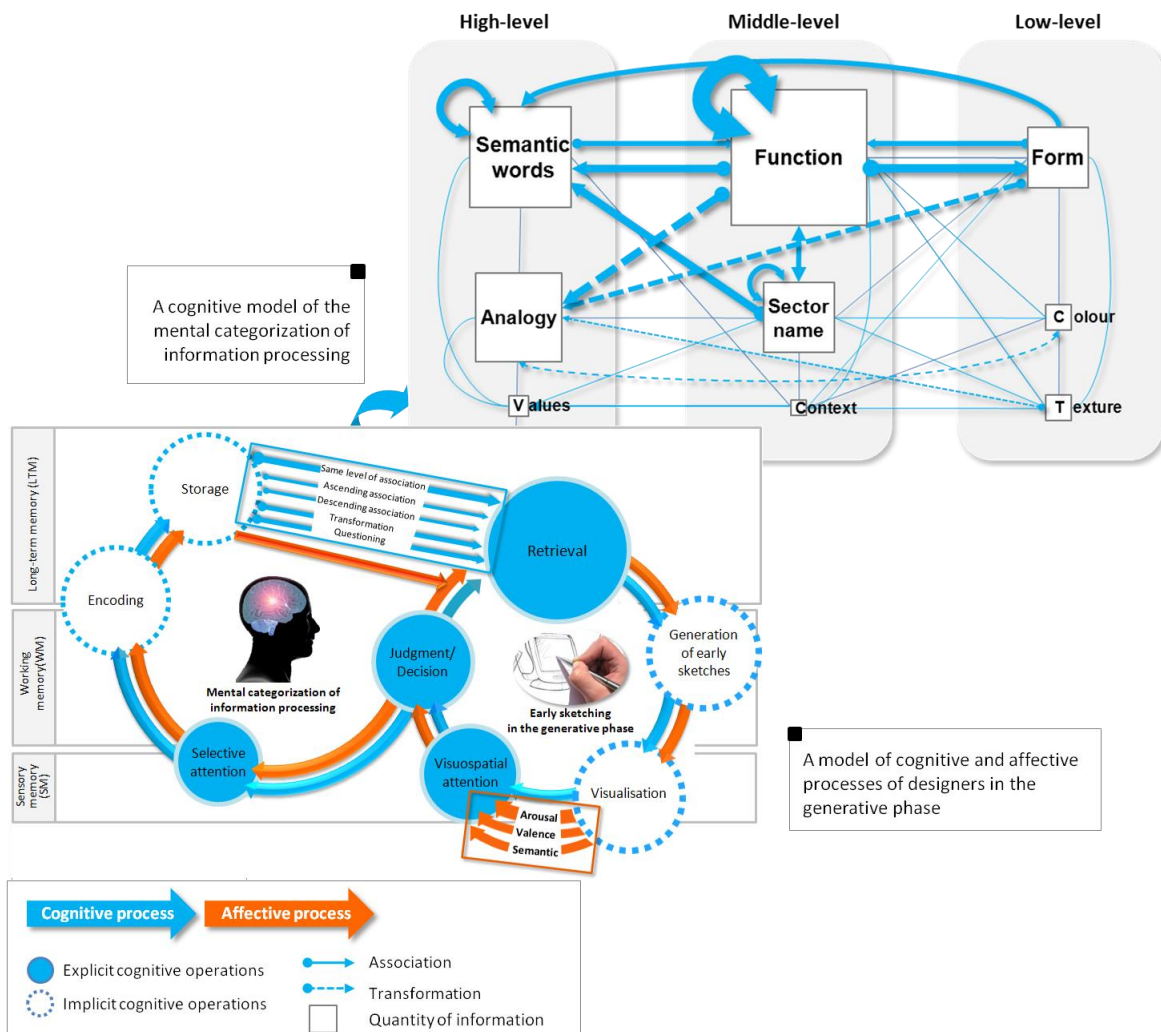 High-level
Middle-level
Low-level
Semantic
words
Function
Form
Analogy
Sector
name
Colour
Values
Context
Texture
A cognitive model of the
mental categorization of
information processing
Long-term memory (LTM)
Storage
Same level of association
Ascending association
Descending association
Transformation
Questioning
Retrieval
Encoding
Working
memory(WM)
Judgment/
Decision
Generation
of early
sketches
Mental categorization of
information processing
Early sketching
in the generative phase
Sensory
memory
(SM)
Selective
attention
Visuospatial
attention
Visualisation
Arousal
Valence
Semantic
A model of cognitive and affective
processes of designers in the
generative phase
Cognitive process
Affective process
Explicit cognitive operations
Association
Implicit cognitive operations
Transformation
Quantity of information